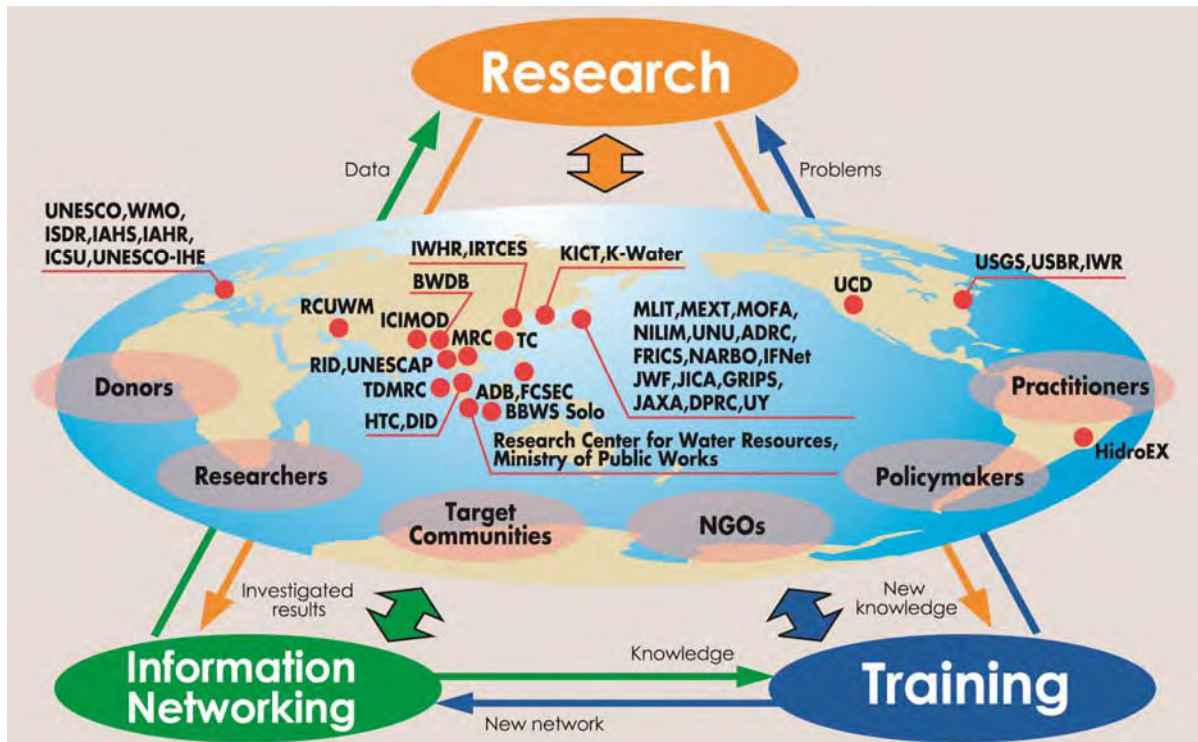 Research
Data
Problems
UNESCO,WMO,
ISDR,IAHS,IAHR,
ICSU,UNESCO-IHE
IWHR,IRTCES
KICT,K-Water
USGS,USBR,IWR
BWDB
UCD
RCUWM
ICIMOD
MRC
TC
MLIT,MEXT,MOFA,
NILIM,UNU,ADRC,
FRICS,NARBO,IFNet
JWF,JICA,GRIPS,
JAXA,DPRC,UY
RID,UNESCAP
TDMRC
ADB,FCSEC
BBWS Solo
HTC,DID
Research Center for Water Resources,
Ministry of Public Works
Donors
Practitioners
HidroEX
Researchers
Policymakers
Target
Communities
NGOs
Investigated
results
New
knowledge
Information
Networking
Knowledge
New network
Training